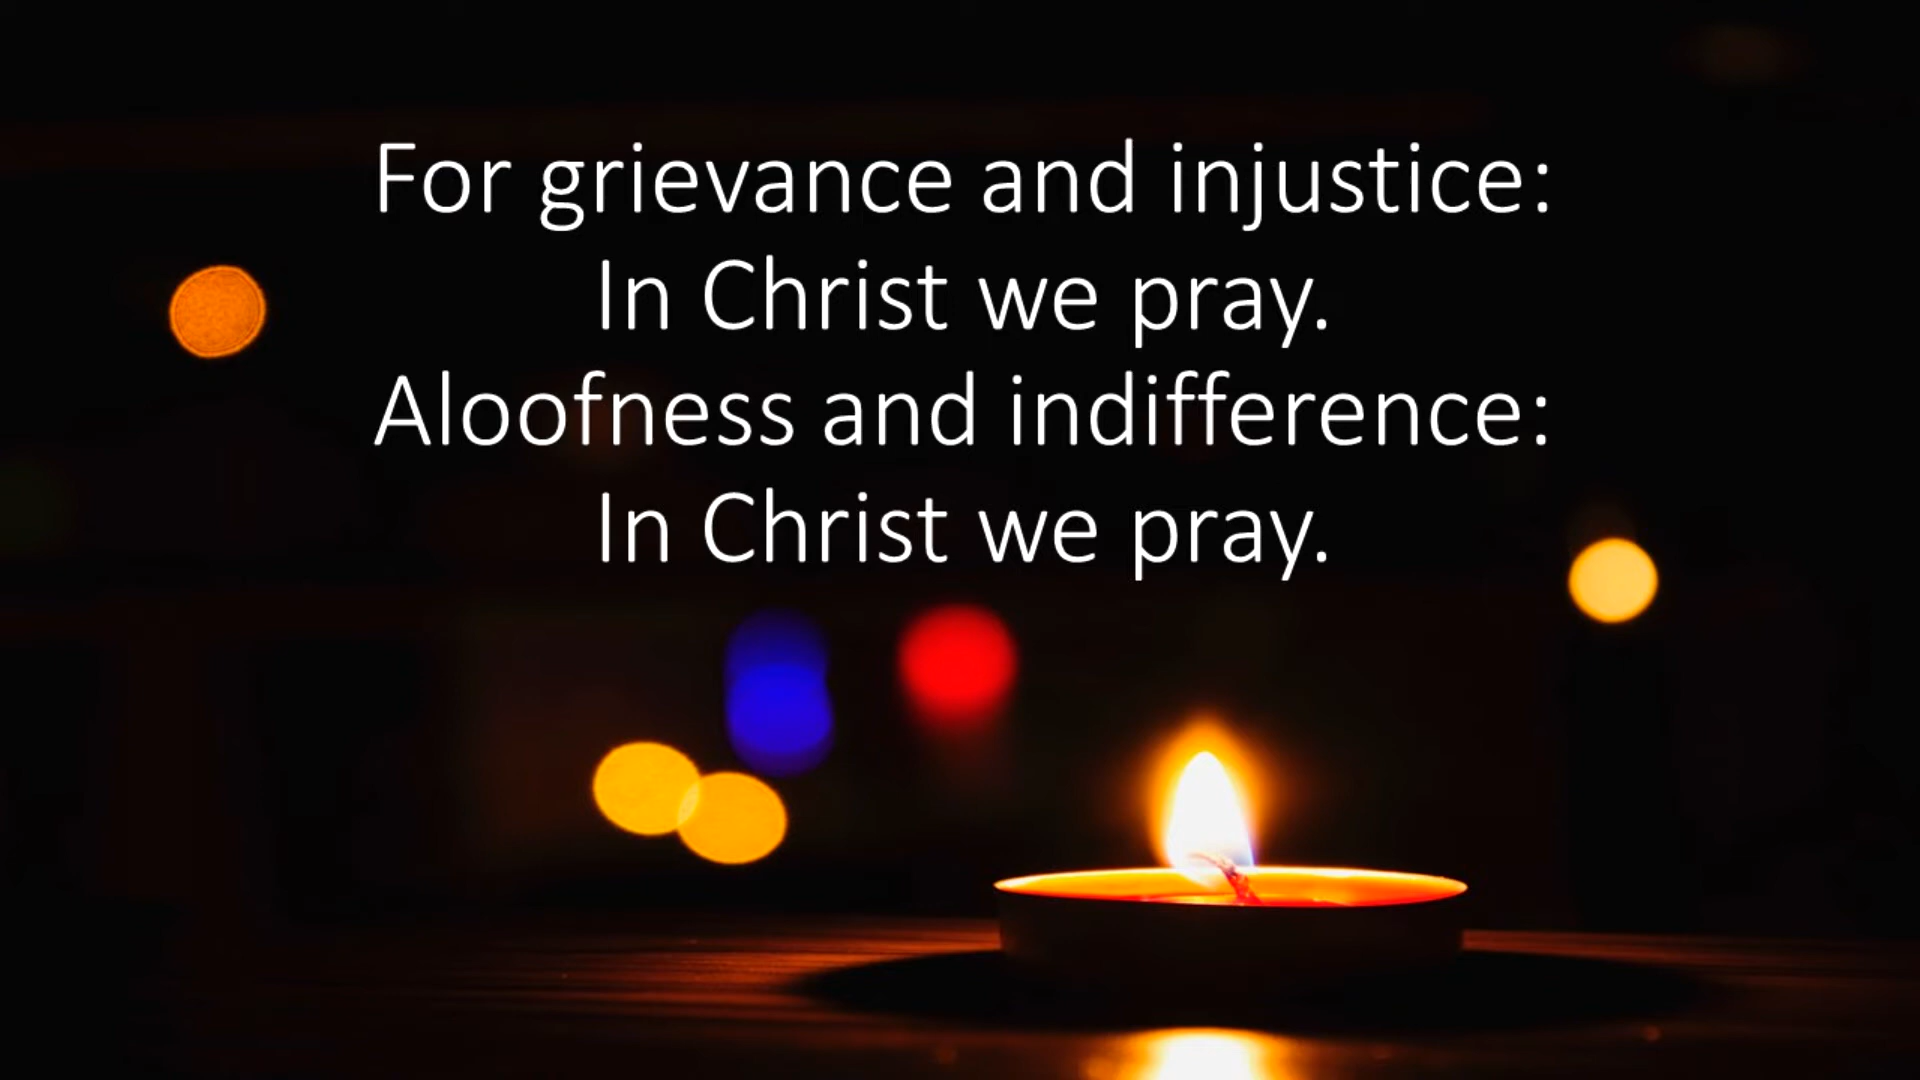 For grievance and injustice:
In Christ we pray.
Aloofness and indifference:
In Christ we pray.